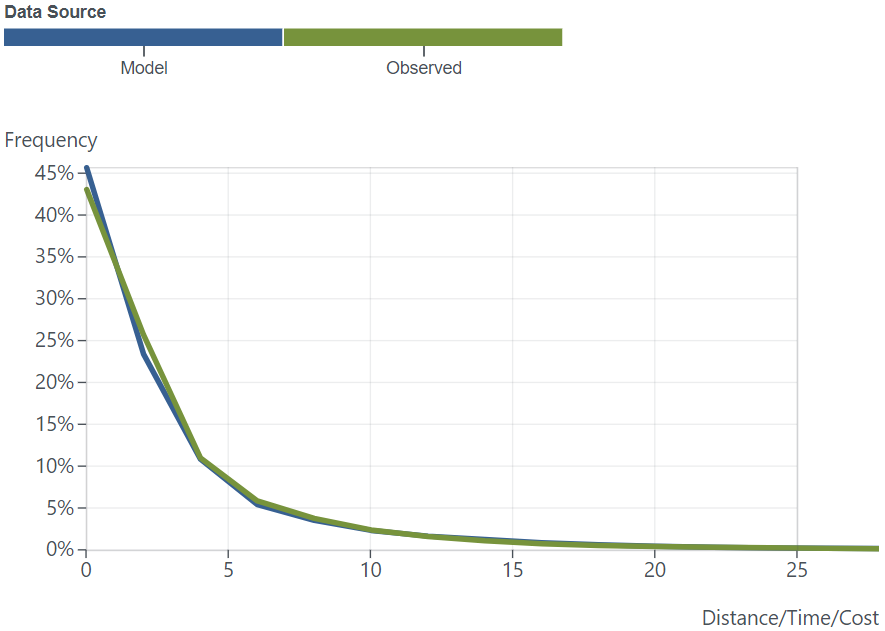 Data Source
Model Observed
Frequency
45%
40%
35%
30%
25%
20%
15%
10%
5%
0%
0 5 10 15 20 25
Distance/Time/Cost